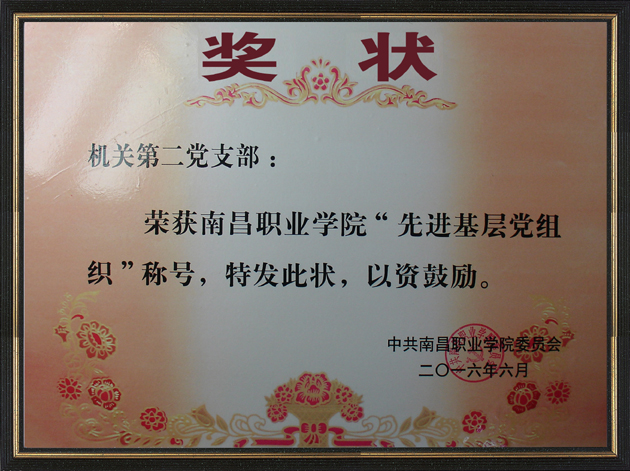 奖 状
机关第二党支部：
荣获南昌职业学院“先进基层党组
织”称号，特发此状，以资鼓励。
中共南昌职业学院委员会
二〇一六年六月